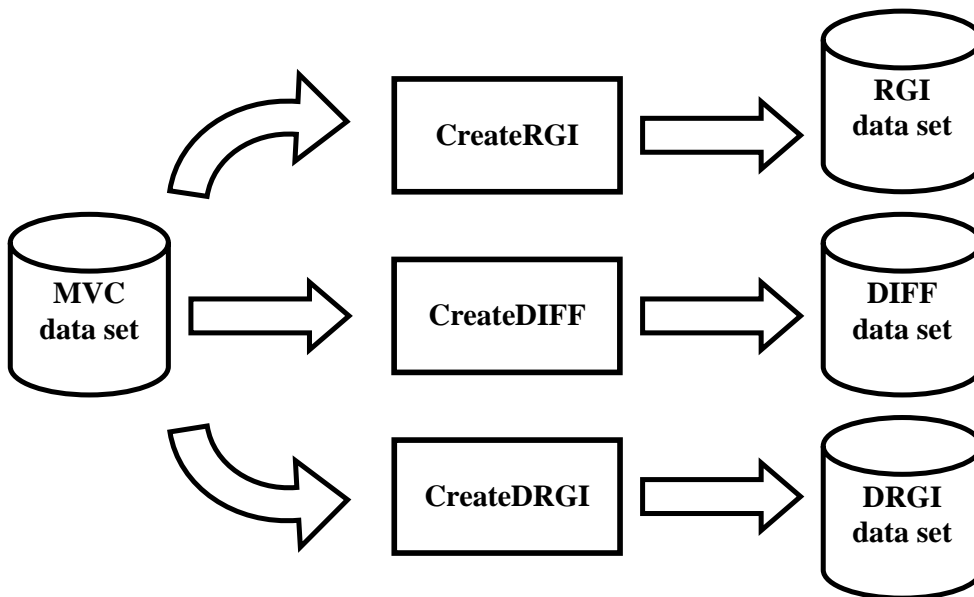 CreateRGI
RGI
data set
MVC
data set
CreateDIFF
DIFF
data set
CreateDRGI
DRGI
data set